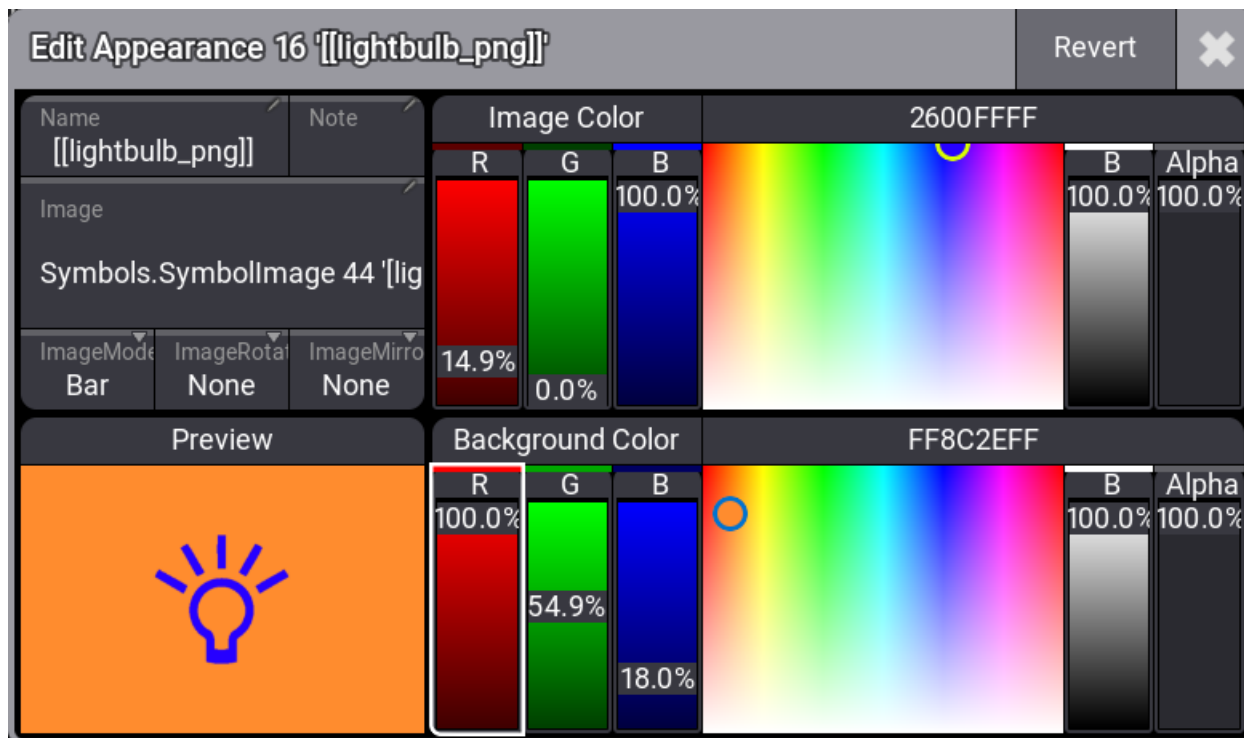 Edit Appearance 16 '[[lightbulb_png]]'
Revert
Name
[[lightbulb_png]]
Note
Image
Symbols.SymbolImage 44 '[lig
ImageMode
Bar
ImageRotat
None
ImageMirro
None
Image Color
2600FFFF
R
G
B
14.9%
0.0%
100.0%
B
Alpha
100.0%
100.0%
Preview
Background Color
FF8C2EFF
R
G
B
100.0%
54.9%
18.0%
B
Alpha
100.0%
100.0%